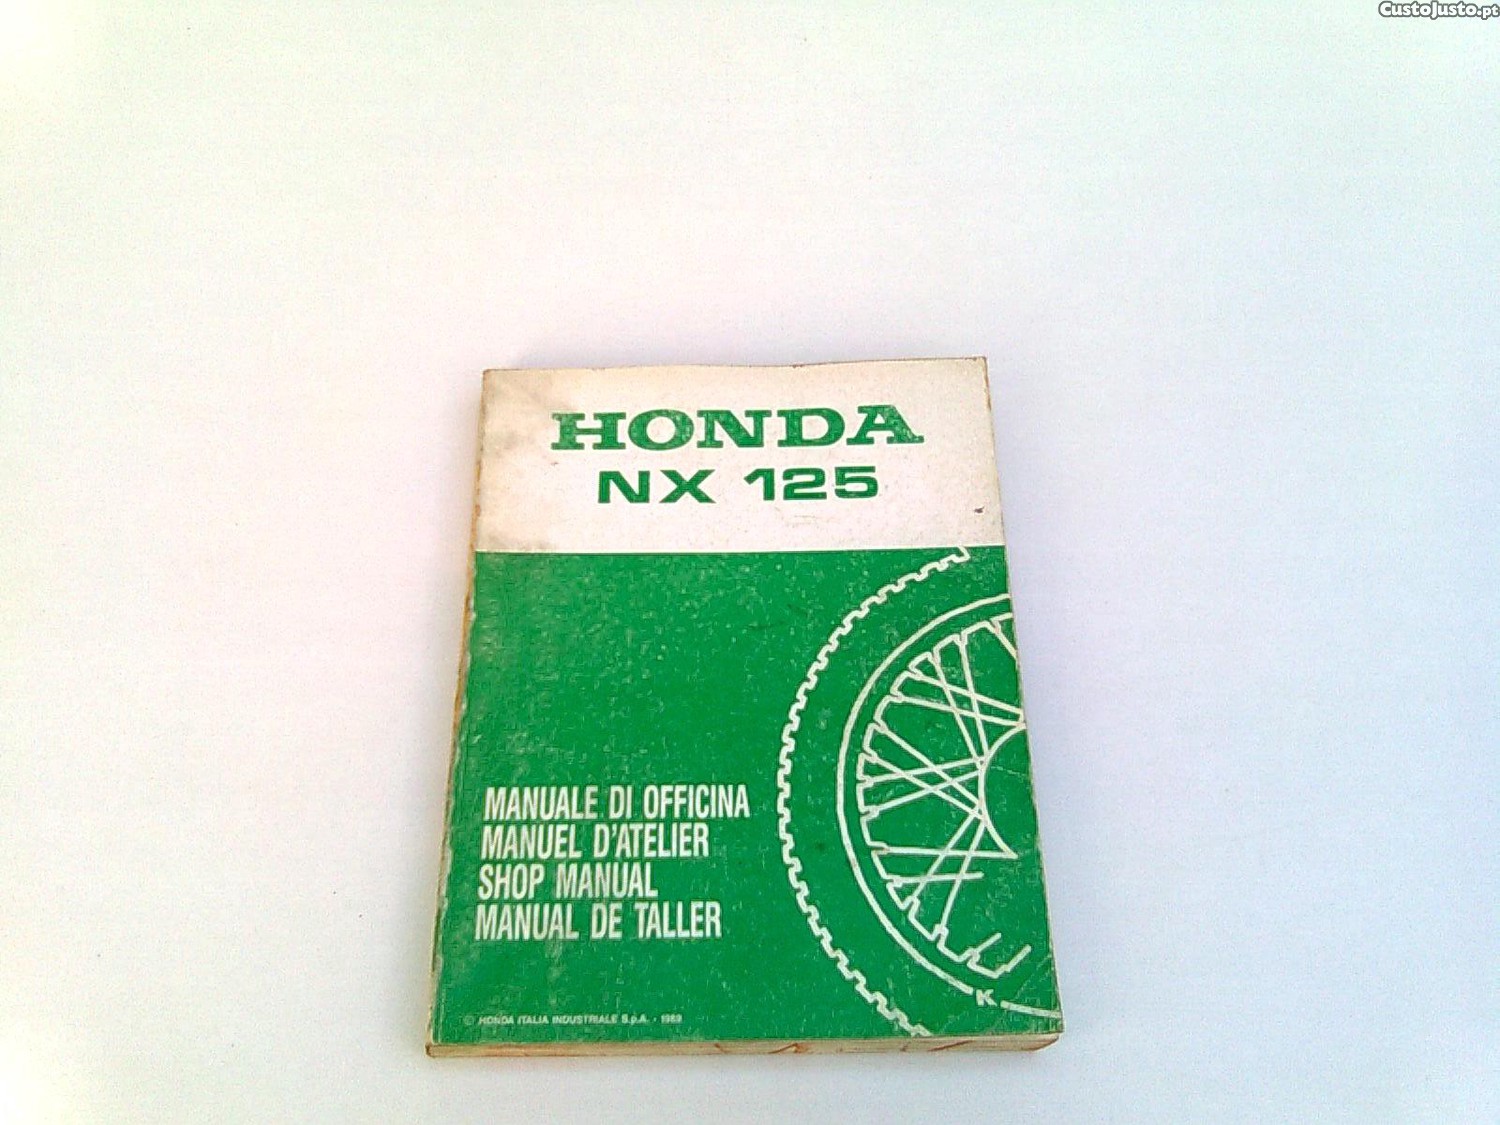 CustoJusto.pt
HONDA
NX 125
MANUALE DI OFFICINA
MANUEL D'ATELIER
SHOP MANUAL
MANUAL DE TALLER
K
© HONDA ITALIA INDUSTRIALE S.p.A. - 1989